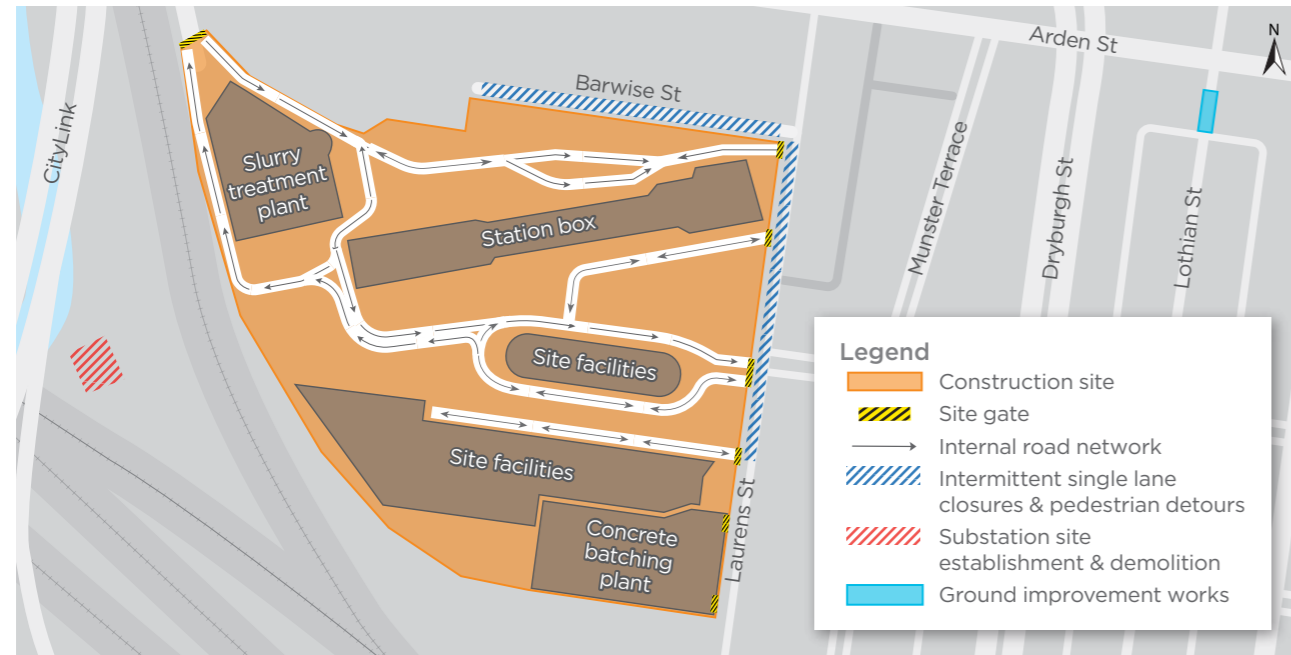 Arden St
N
Barwise St
CityLink
Slurry
treatment
plant
Munster Terrace
Dryburgh St
Lothian St
Station box
Site facilities
Site facilities
Concrete
batching
plant
Laurens St
Legend
Construction site
Site gate
Internal road network
Intermittent single lane
closures & pedestrian detours
Substation site
establishment & demolition
Ground improvement works